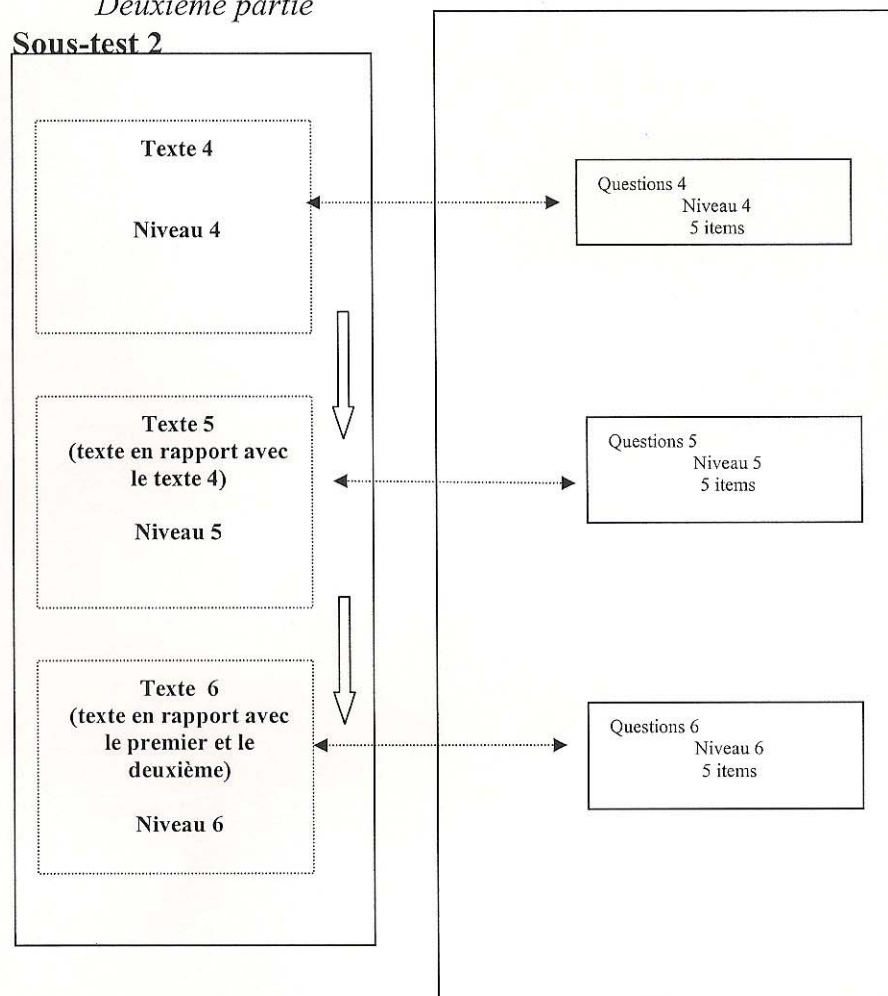 Deuxième partie
Sous-test 2
Texte 4
Niveau 4
Questions 4
Niveau 4
5 items
Texte 5
(texte en rapport avec
le texte 4)
Niveau 5
Questions 5
Niveau 5
5 items
Texte 6
(texte en rapport avec
le premier et le
deuxième)
Niveau 6
Questions 6
Niveau 6
5 items